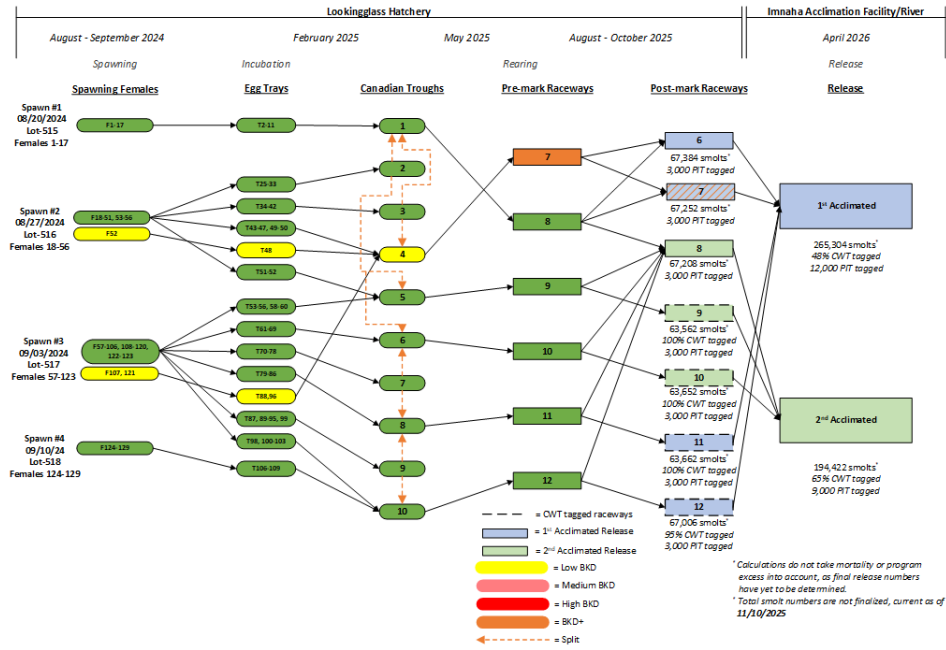 Lookingglass Hatchery
Imnaha Acclimation Facility/River
August - September 2024
February 2025
May 2025
August - October 2025
April 2026
Spawning
Incubation
Rearing
Release
Spawning Females
Egg Trays
Canadian Troughs
Pre-mark Raceways
Post-mark Raceways
Release
Spawn #1
08/20/2024
Lot-515
Females 1-17
F1-17
T2-11
1
Spawn #2
08/27/2024
Lot-516
Females 18-56
F18-51, 53-56
F52
T25-33
T34-42
T43-47, 49-50
T48
T51-52
2
3
4
5
Spawn #3
09/03/2024
Lot-517
Females 57-123
F57-106, 108-120,
122-123
F107, 121
T53-56, 58-60
T61-69
T70-78
T79-86
T88,96
T87, 89-95, 99
T98, 100-103
6
7
8
9
Spawn #4
09/10/24
Lot-518
Females 124-129
F124-129
T106-109
10
7
8
9
10
11
12
6
67,384 smolts*
3,000 PIT tagged
7
67,252 smolts*
3,000 PIT tagged
8
67,208 smolts*
3,000 PIT tagged
9
63,562 smolts*
100% CWT tagged
3,000 PIT tagged
10
63,652 smolts*
100% CWT tagged
3,000 PIT tagged
11
63,662 smolts*
100% CWT tagged
3,000 PIT tagged
12
67,006 smolts*
95% CWT tagged
3,000 PIT tagged
1st Acclimated
265,304 smolts*
48% CWT tagged
12,000 PIT tagged
2nd Acclimated
194,422 smolts*
65% CWT tagged
9,000 PIT tagged
= CWT tagged raceways
= 1st Acclimated Release
= 2nd Acclimated Release
= Low BKD
= Medium BKD
= High BKD
= BKD+
= Split
* Calculations do not take mortality or program
excess into account, as final release numbers
have yet to be determined.
* Total smolt numbers are not finalized, current as of
11/10/2025